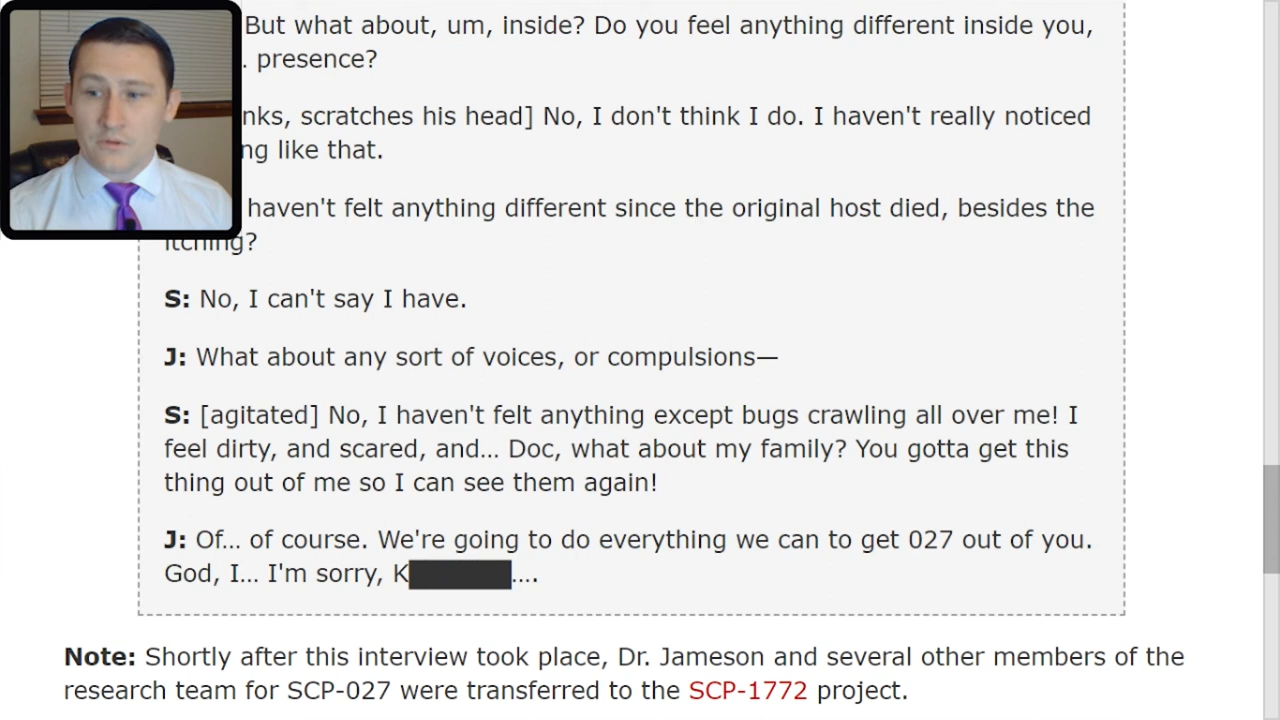 But what about, um, inside? Do you feel anything different inside you,
. presence?
nks, scratches his head] No, I don't think I do. I haven't really noticed
ng like that.
haven't felt anything different since the original host died, besides the
itching?
S: No, I can't say I have.
J: What about any sort of voices, or compulsions—
S: [agitated] No, I haven't felt anything except bugs crawling all over me! I
feel dirty, and scared, and… Doc, what about my family? You gotta get this
thing out of me so I can see them again!
J: Of… of course. We're going to do everything we can to get 027 out of you.
God, I… I'm sorry, K███████….
Note: Shortly after this interview took place, Dr. Jameson and several other members of the
research team for SCP-027 were transferred to the SCP-1772 project.